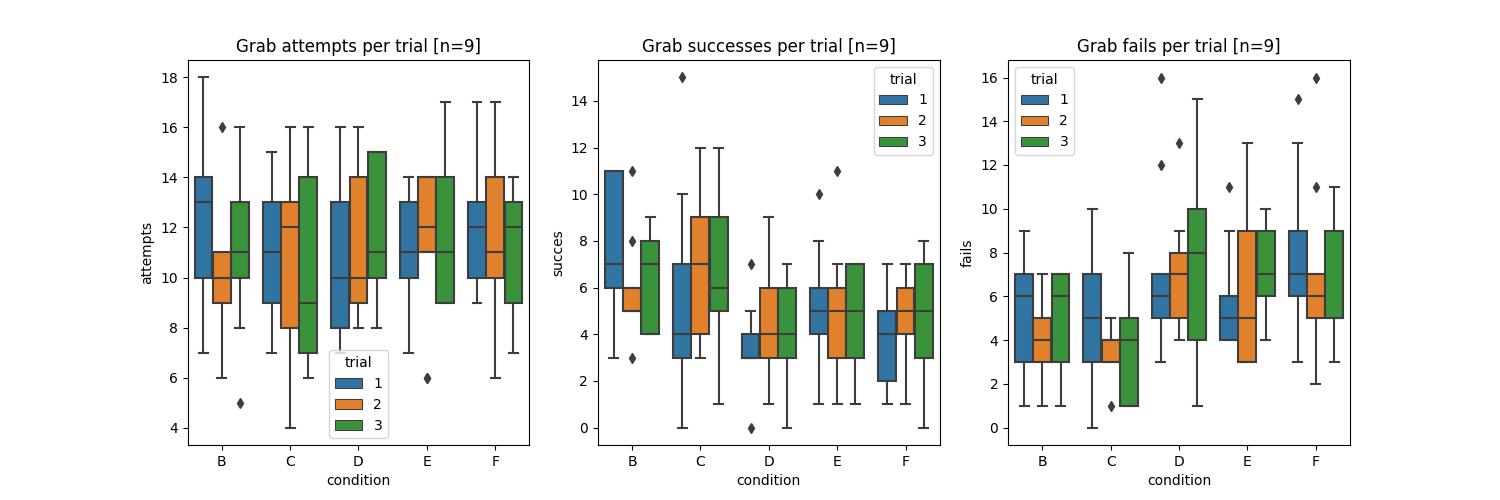 Grab attempts per trial [n=9]
18
16
14
12
10
8
6
4
attempts
trial
1
2
3
B C D E F
condition
Grab successes per trial [n=9]
14
12
10
8
6
4
2
0
succes
trial
1
2
3
B C D E F
condition
Grab fails per trial [n=9]
16
14
12
10
8
6
4
2
0
fails
trial
1
2
3
B C D E F
condition